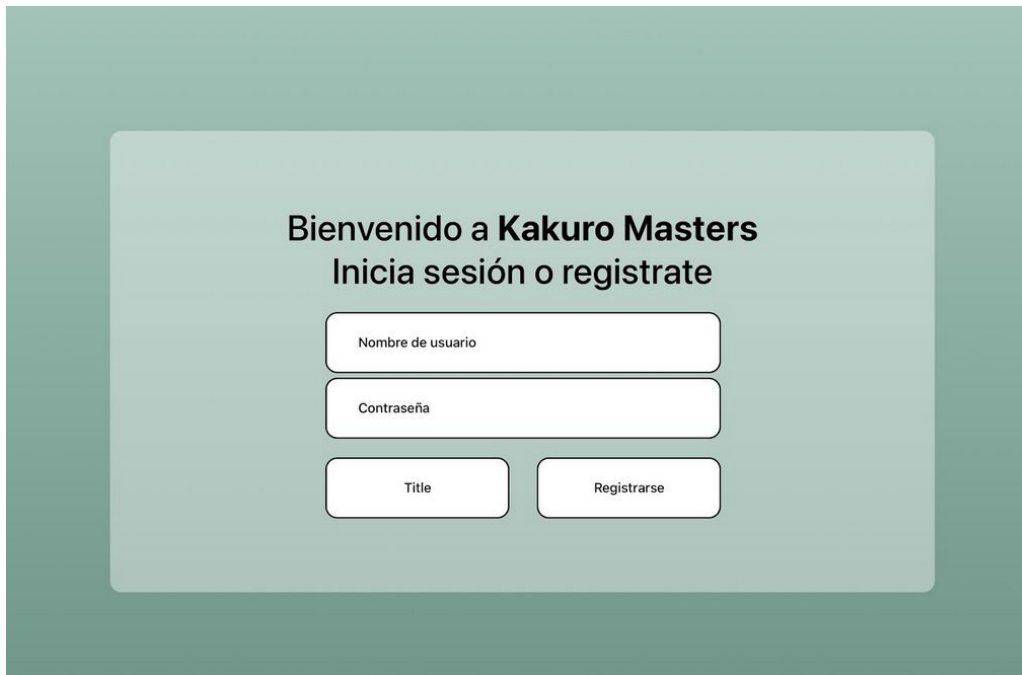 Bienvenido a Kakuro Masters
Inicia sesión o registrate
Nombre de usuario
Contraseña
Title
Registrarse